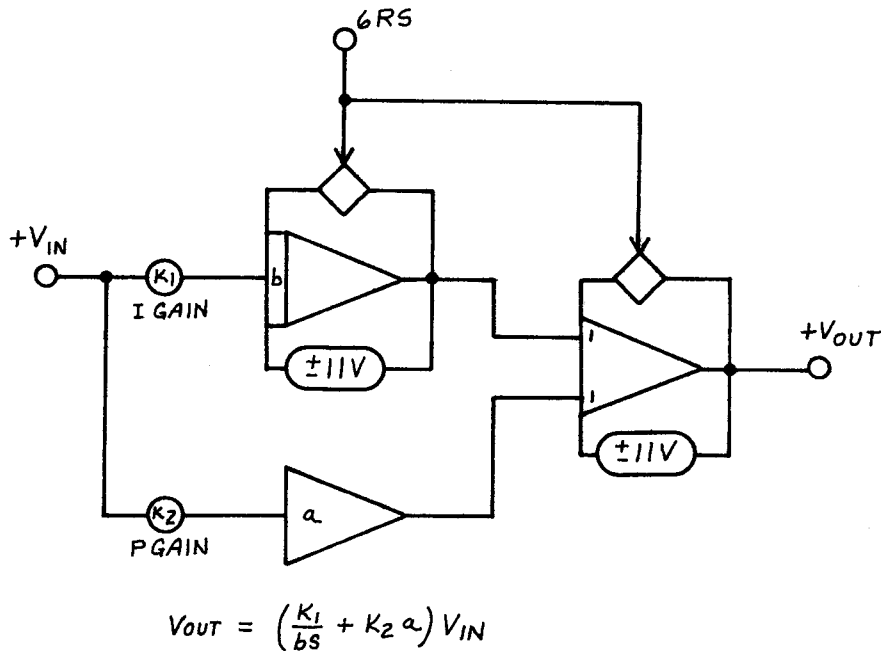 6RS
+VIN
K1
I GAIN
b
±11V
1
1
+VOUT
±11V
K2
P GAIN
a
VOUT = (K1/bS + K2 a) VIN